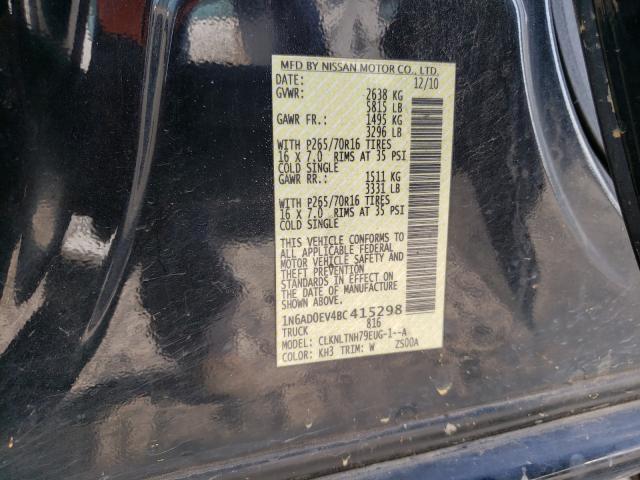 MFD BY NISSAN MOTOR CO., LTD.
DATE: 12/10
GVWR: 2638 KG
5815 LB
GAWR FR.: 1495 KG
3296 LB
WITH P265/70R16 TIRES
16 X 7.0 RIMS AT 35 PSI
COLD SINGLE
GAWR RR.: 1511 KG
3331 LB
WITH P265/70R16 TIRES
16 X 7.0 RIMS AT 35 PSI
COLD SINGLE
THIS VEHICLE CONFORMS TO
ALL APPLICABLE FEDERAL
MOTOR VEHICLE SAFETY AND
THEFT PREVENTION
STANDARDS IN EFFECT ON
THE DATE OF MANUFACTURE
SHOWN ABOVE.
1N6AD0EV4BC415298
TRUCK 816
MODEL: CLKNLTNH79EUG-1--A
COLOR: KH3 TRIM: W ZS00A